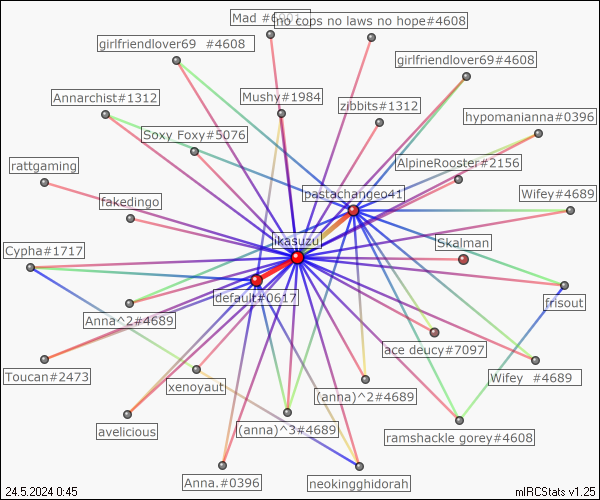 Mad #6001
no cops no laws no hope#4608
girlfriendlover69 #4608
girlfriendlover69#4608
Annarchist#1312
Mushy#1984
zibbits#1312
hypomanianna#0396
Soxy Foxy#5076
AlpineRooster#2156
rattgaming
pastachangeo41
Wifey#4689
fakedingo
likasuzu
Skalman
Cypha#1717
default#0617
frisout
Anna^2#4689
ace deucy#7097
Toucan#2473
xenoyaut
Wifey #4689
(anna)^2#4689
avelicious
(anna)^3#4689
ramshackle gorey#4608
Anna.#0396
neokingghidorah
24.5.2024 0:45
mIRCStats v1.25